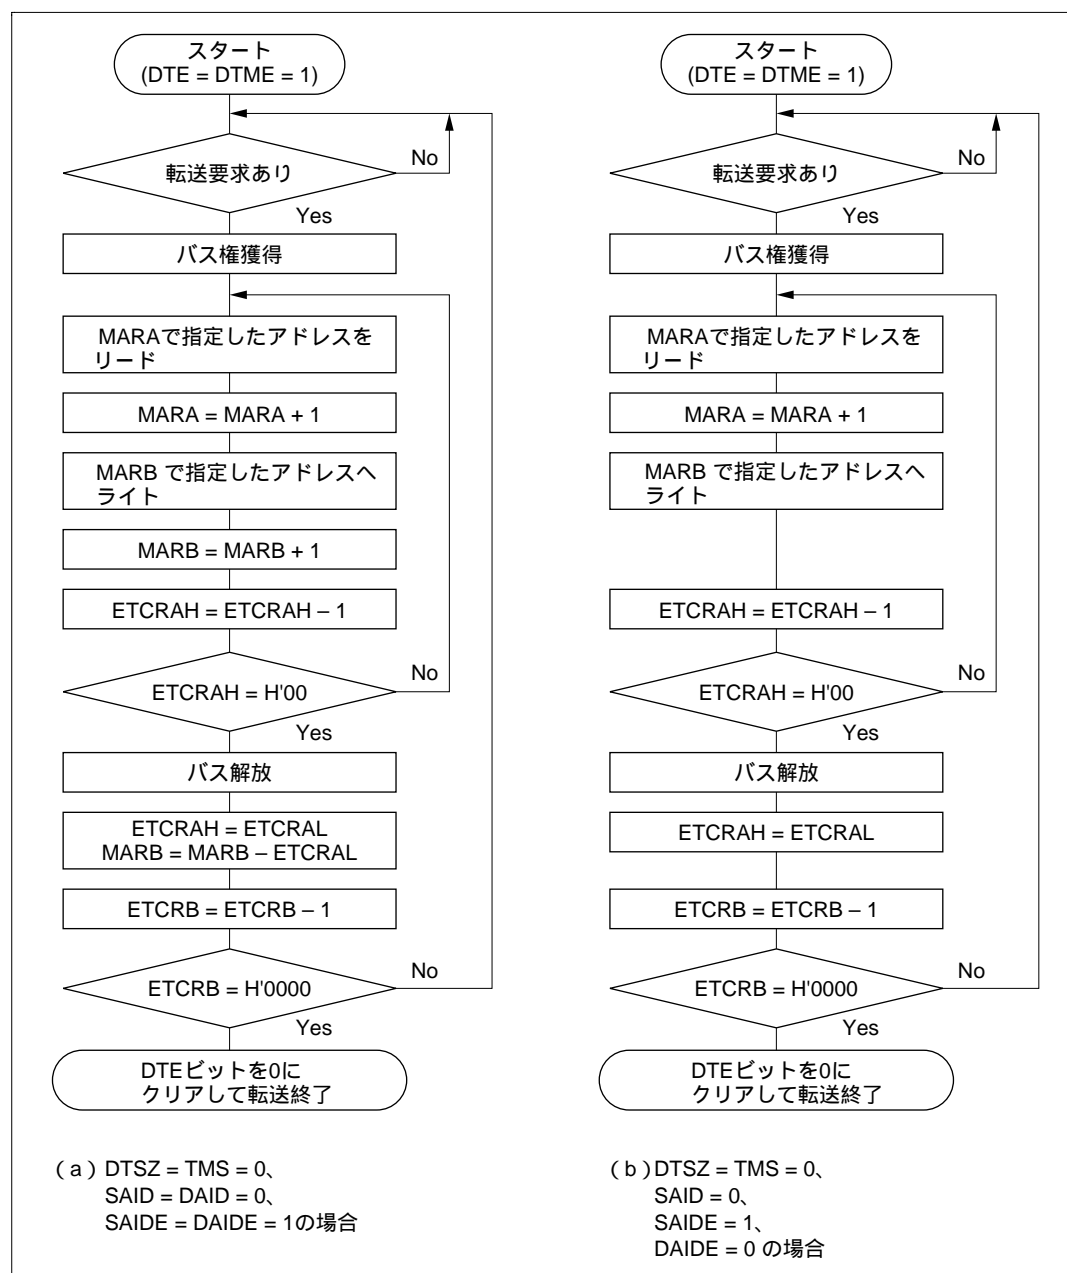 スタート
(DTE = DTME = 1)
転送要求あり
No
Yes
バス権獲得
MARAで指定したアドレスを
リード
MARA = MARA + 1
MARB で指定したアドレスへ
ライト
MARB = MARB + 1
ETCRAH = ETCRAH – 1
ETCRAH = H'00
No
Yes
バス解放
ETCRAH = ETCRAL
MARB = MARB – ETCRAL
ETCRB = ETCRB – 1
ETCRB = H'0000
No
Yes
DTEビットを0に
クリアして転送終了
(a) DTSZ = TMS = 0、
SAID = DAID = 0、
SAIDE = DAIDE = 1の場合
スタート
(DTE = DTME = 1)
転送要求あり
No
Yes
バス権獲得
MARAで指定したアドレスを
リード
MARA = MARA + 1
MARB で指定したアドレスへ
ライト
ETCRAH = ETCRAH – 1
ETCRAH = H'00
No
Yes
バス解放
ETCRAH = ETCRAL
ETCRB = ETCRB – 1
ETCRB = H'0000
No
Yes
DTEビットを0に
クリアして転送終了
(b) DTSZ = TMS = 0、
SAID = 0、
SAIDE = 1、
DAIDE = 0 の場合